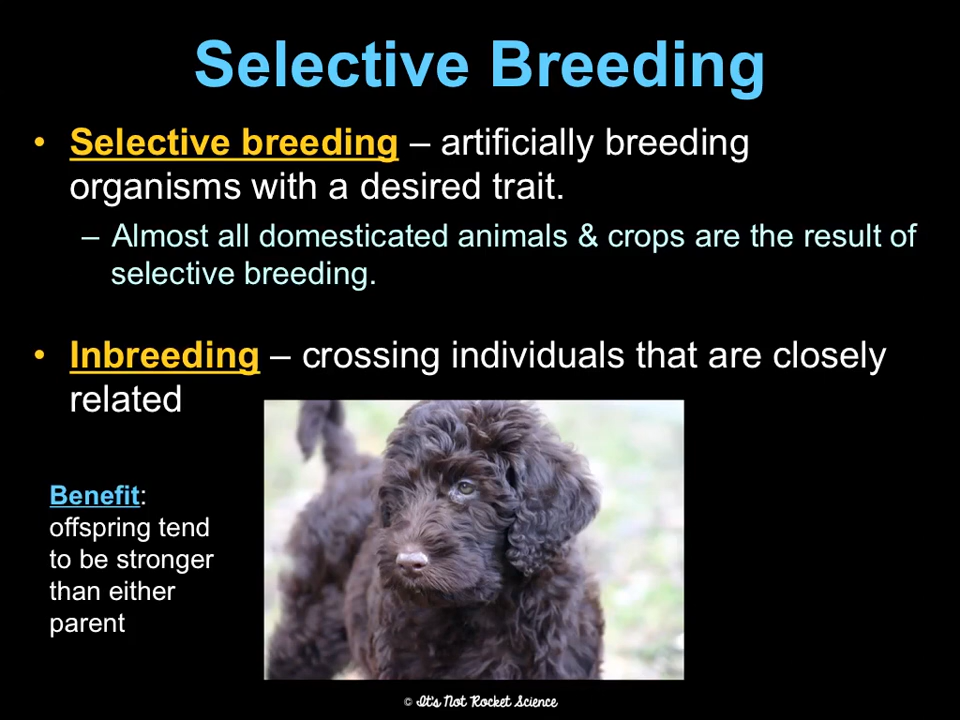 Selective Breeding
• Selective breeding – artificially breeding
organisms with a desired trait.
– Almost all domesticated animals & crops are the result of
selective breeding.
• Inbreeding – crossing individuals that are closely
related
Benefit:
offspring tend
to be stronger
than either
parent
© It's Not Rocket Science